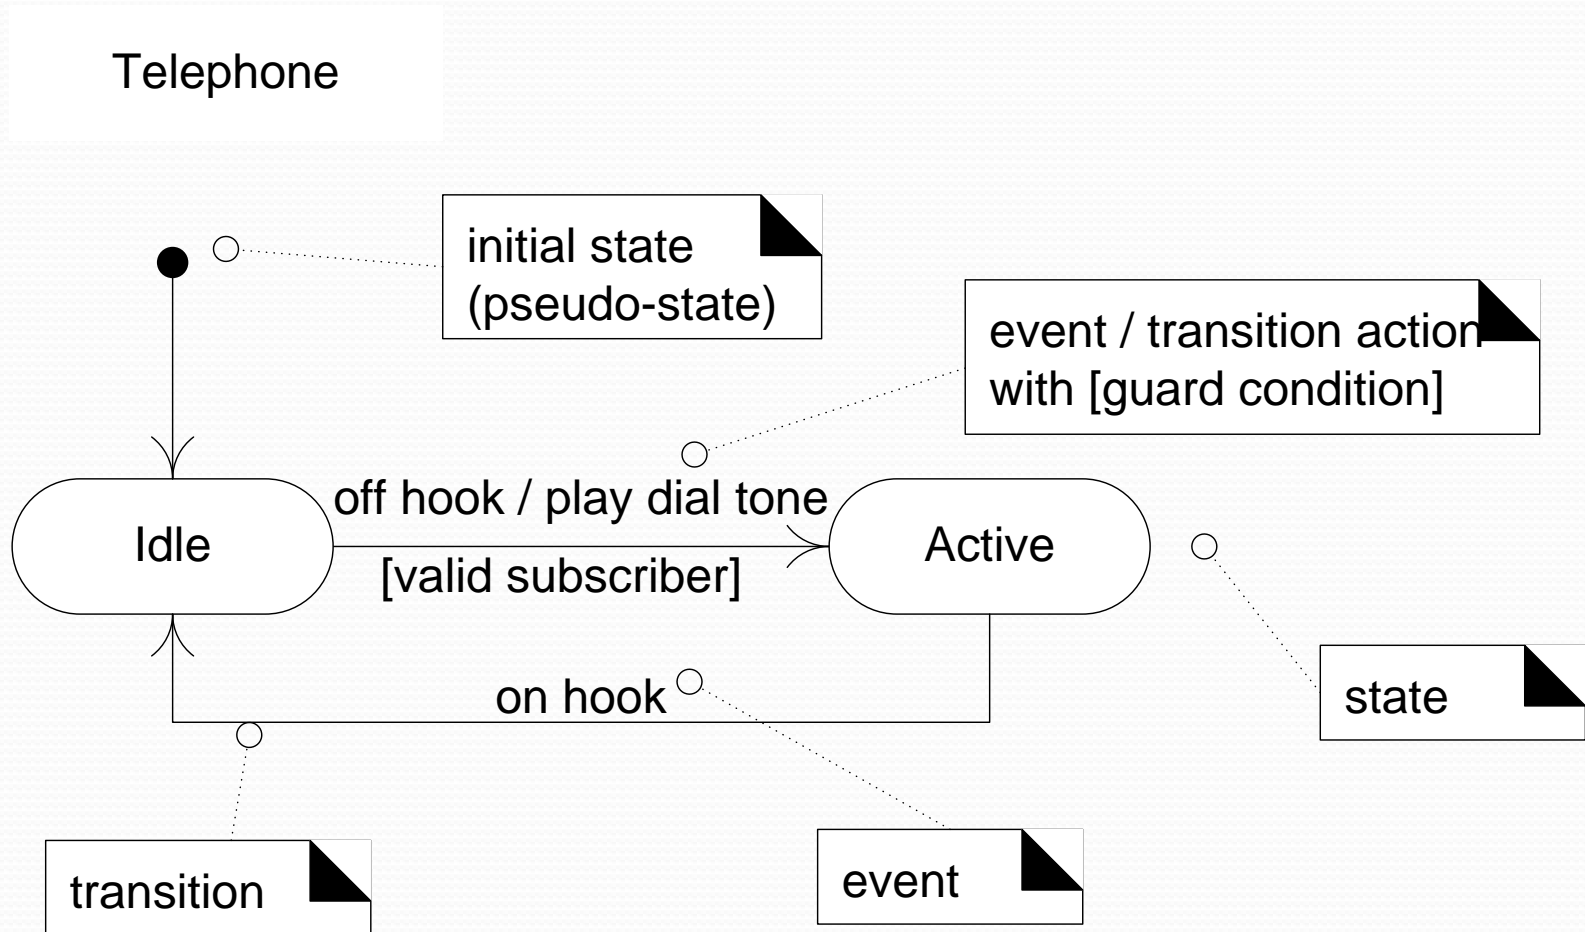 Telephone
initial state
(pseudo-state)
event / transition action
with [guard condition]
off hook / play dial tone
Idle
Active
[valid subscriber]
on hook
state
transition
event